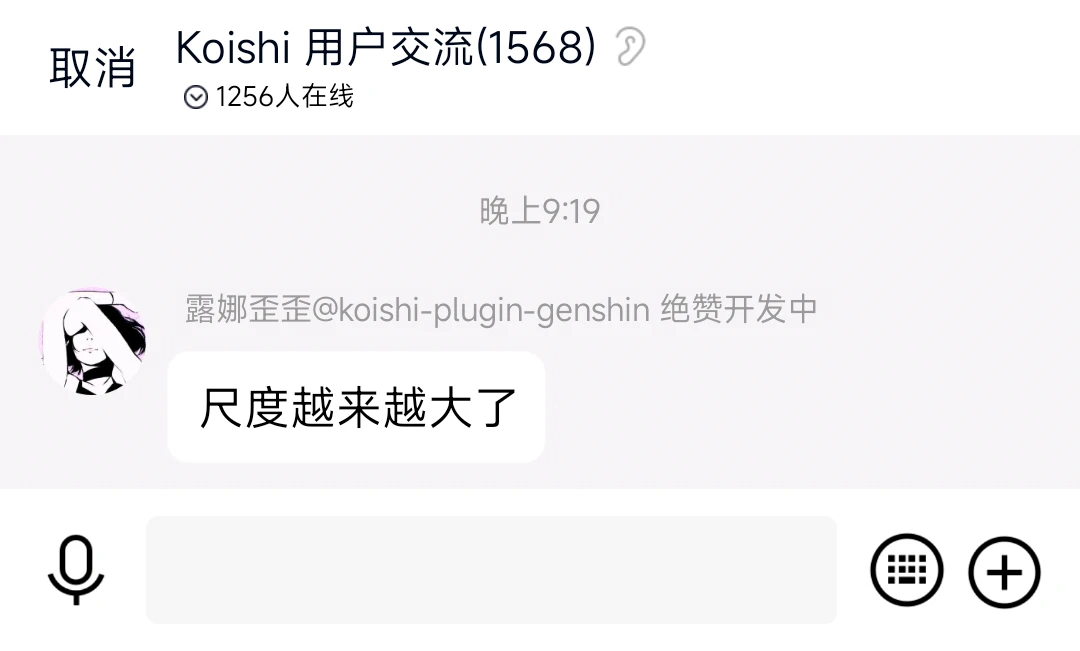 取消
Koishi 用户交流(1568)
1256人在线
晚上9:19
露娜歪歪@koishi-plugin-genshin 绝赞开发中
尺度越来越大了